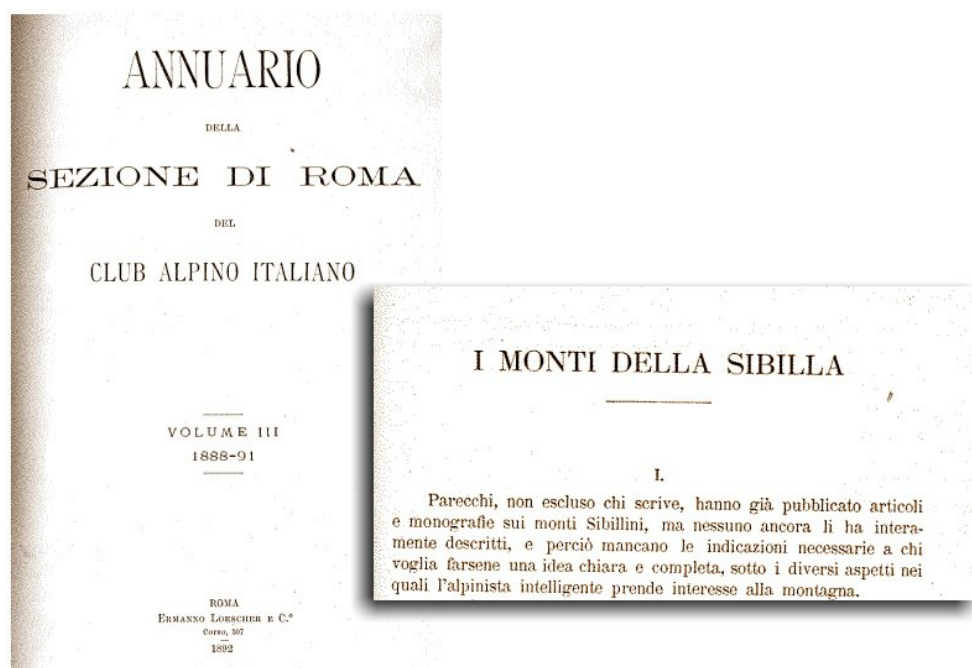 ANNUARIO
DELLA
SEZIONE DI ROMA
DEL
CLUB ALPINO ITALIANO
VOLUME III
1888-91
ROMA
ERMANNO LOESCHER E C.º
CORSO, 307
1892
I MONTI DELLA SIBILLA
I.
Parecchi, non escluso chi scrive, hanno già pubblicato articoli
e monografie sui monti Sibillini, ma nessuno ancora li ha intera-
mente descritti, e perciò mancano le indicazioni necessarie a chi
voglia farsene una idea chiara e completa, sotto i diversi aspetti nei
quali l'alpinista intelligente prende interesse alla montagna.